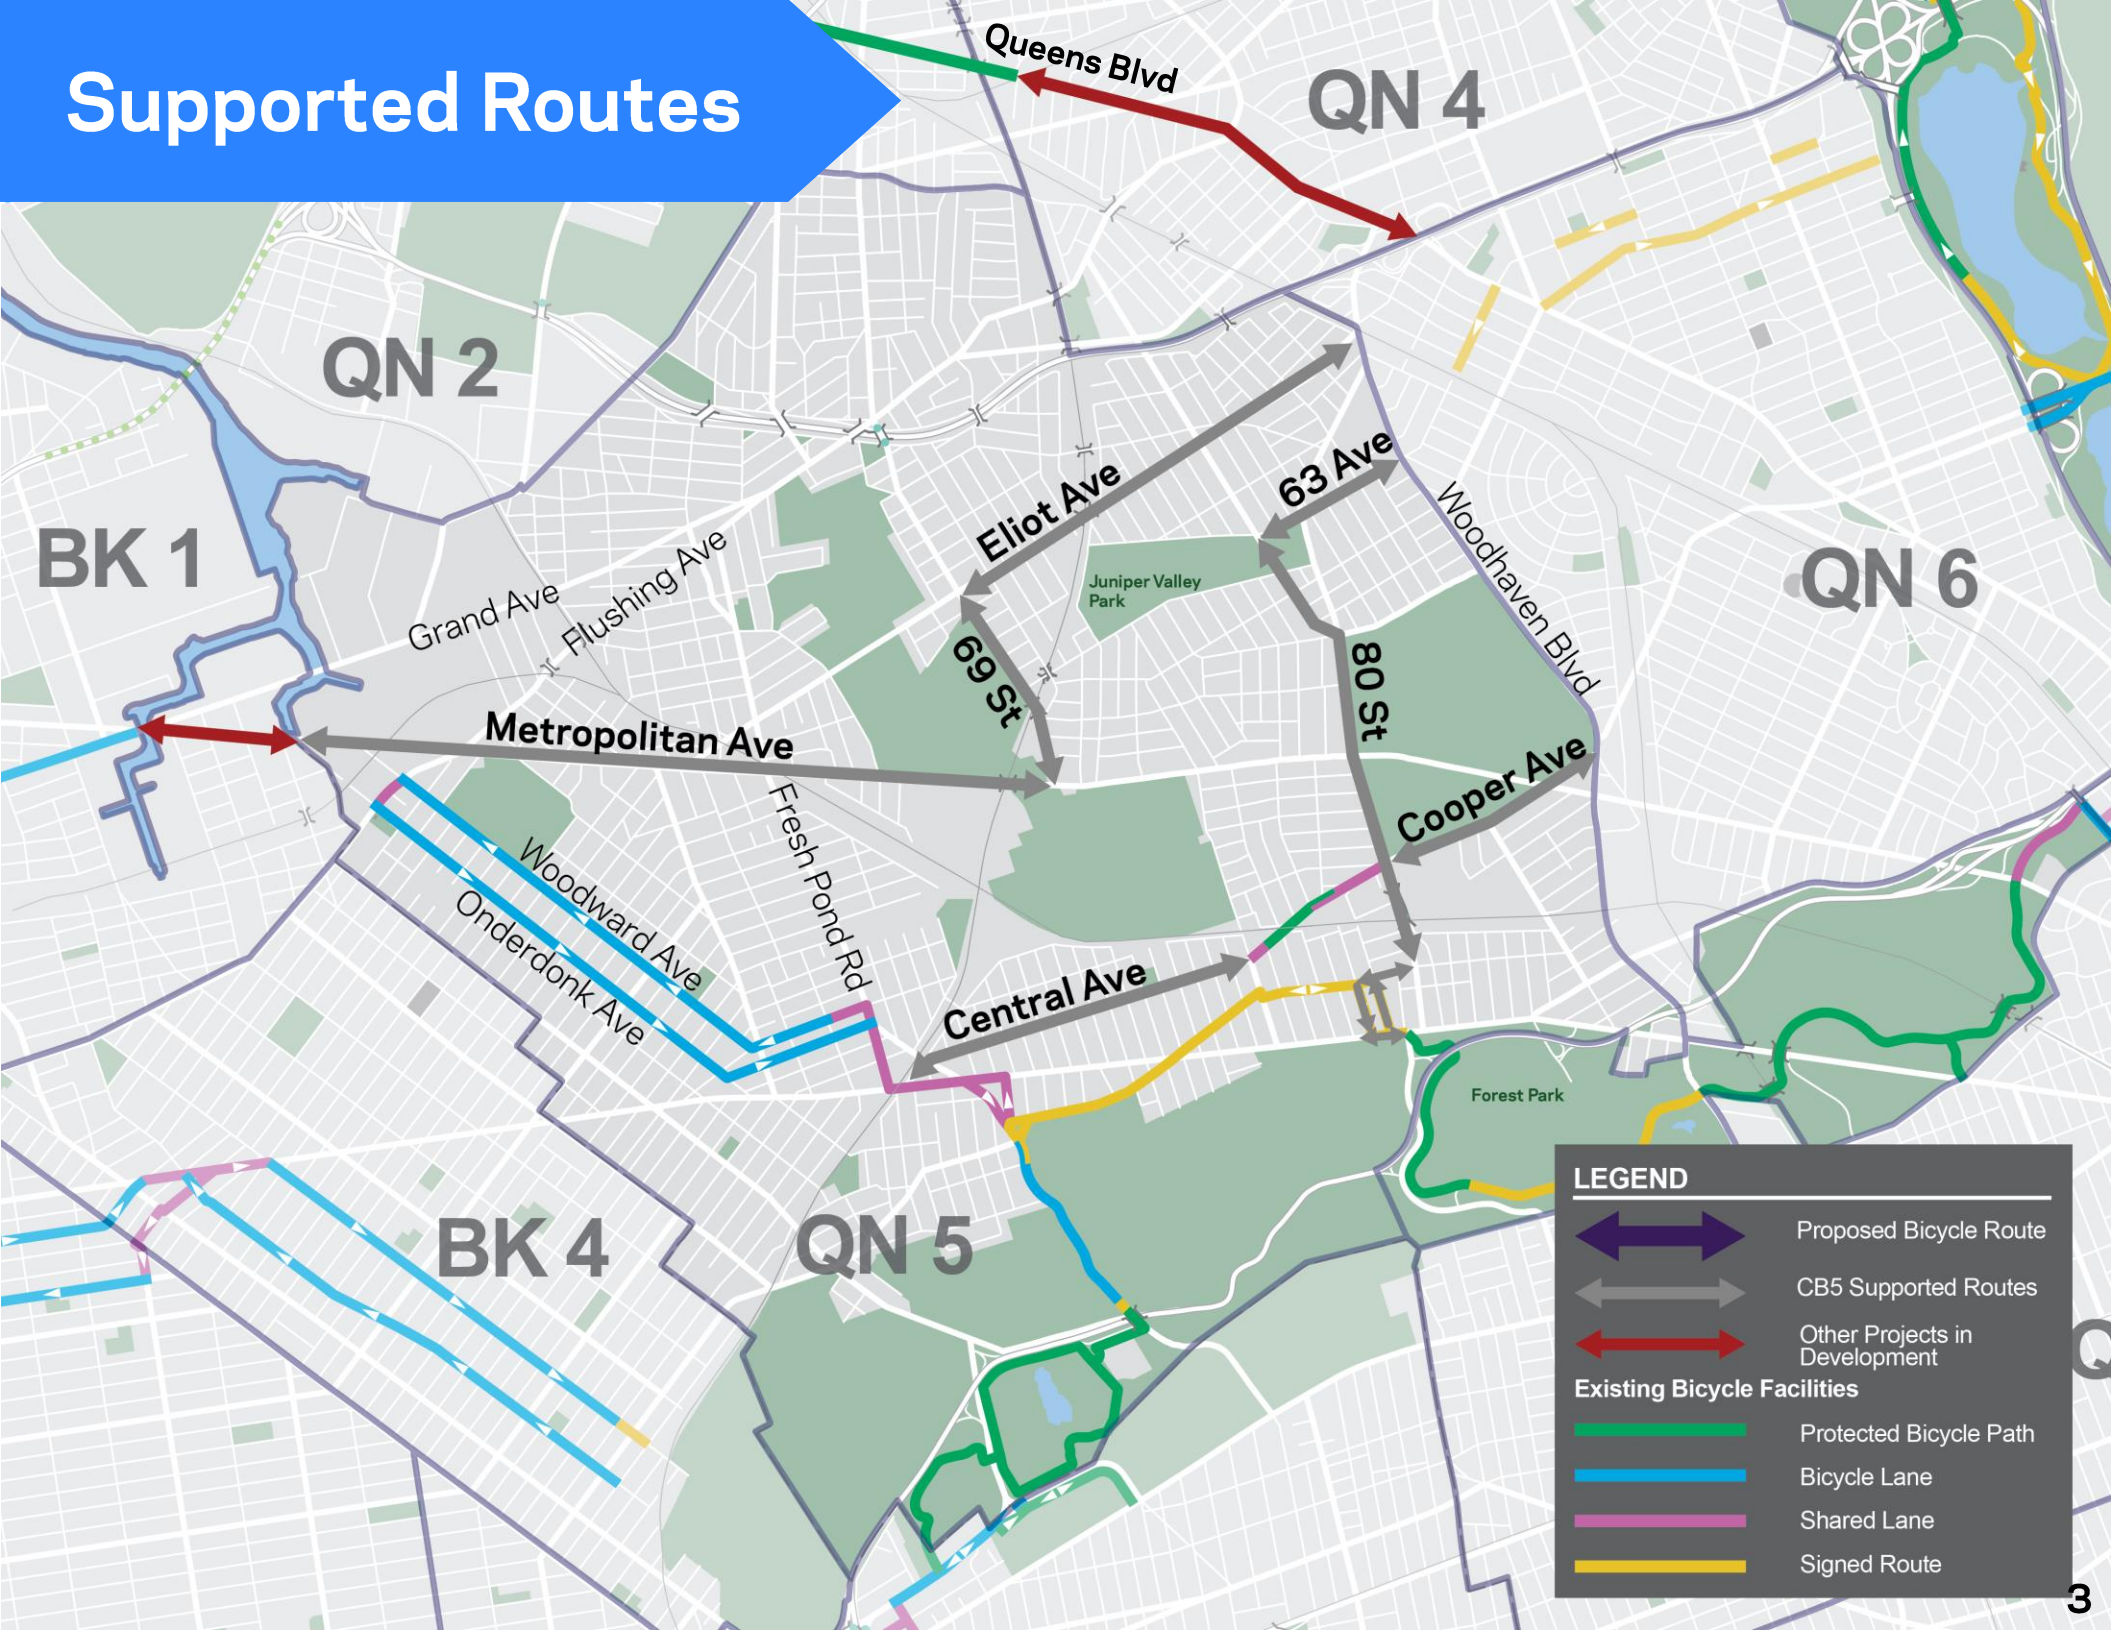 Supported Routes
Queens Blvd
QN 4
QN 2
BK 1
Grand Ave
Flushing Ave
Eliot Ave
63 Ave
Juniper Valley
Park
Woodhaven Blvd
QN 6
69 St
80 St
Metropolitan Ave
Cooper Ave
Fresh Pond Rd
Woodward Ave
Onderdonk Ave
Central Ave
Forest Park
BK 4
QN 5
Q
LEGEND
Proposed Bicycle Route
CB5 Supported Routes
Other Projects in
Development
Existing Bicycle Facilities
Protected Bicycle Path
Bicycle Lane
Shared Lane
Signed Route
3